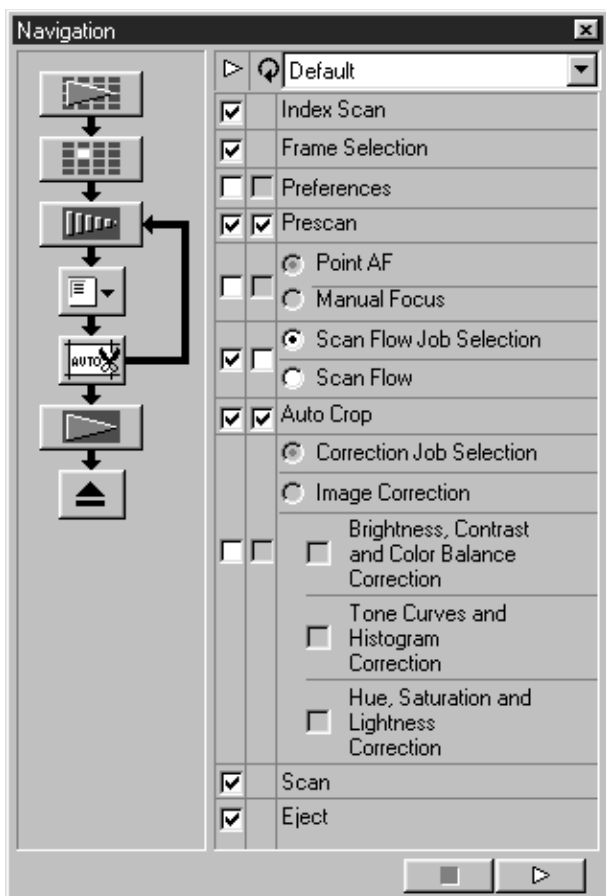 Navigation
Default
Index Scan
Frame Selection
Preferences
Prescan
Point AF
Manual Focus
Scan Flow Job Selection
Scan Flow
AUTO
Auto Crop
Correction Job Selection
Image Correction
Brightness, Contrast
and Color Balance
Correction
Tone Curves and
Histogram
Correction
Hue, Saturation and
Lightness
Correction
Scan
Eject